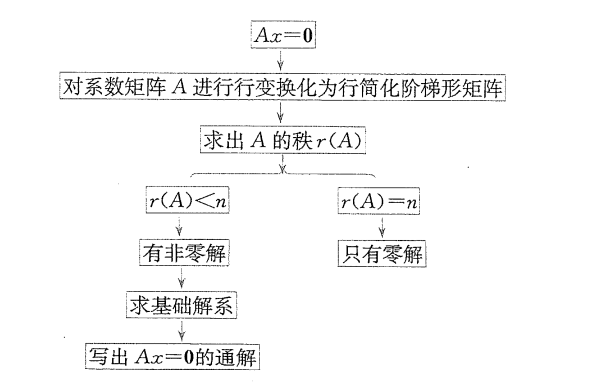 Ax=0
对系数矩阵 A 进行行变换化为行简化阶梯形矩阵
求出 A 的秩 r(A)
r(A)<n
r(A)=n
有非零解
只有零解
求基础解系
写出 Ax=0的通解